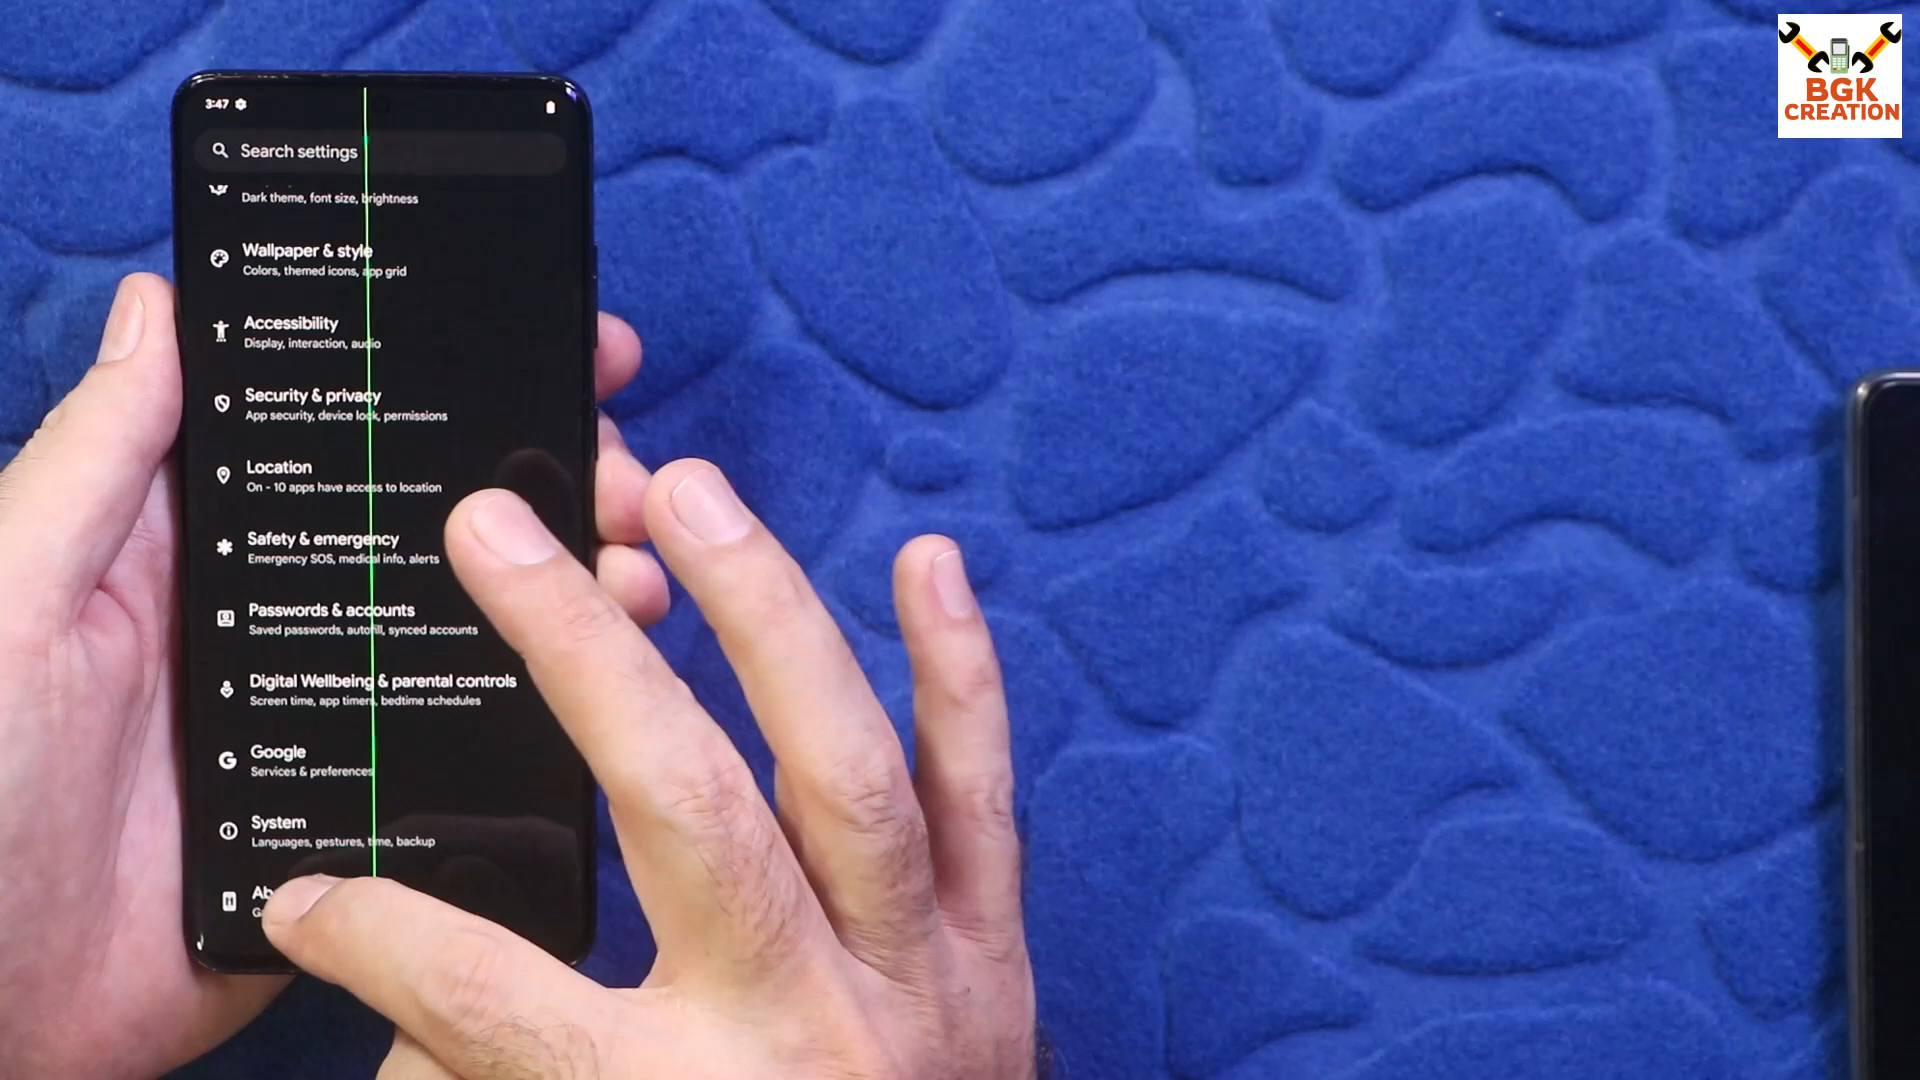 3:47
Search settings
Dark theme, font size, brightness
Wallpaper & style
Colors, themed icons, app grid
Accessibility
Display, interaction, audio
Security & privacy
App security, device lock, permissions
Location
On - 10 apps have access to location
Safety & emergency
Emergency SOS, medical info, alerts
Passwords & accounts
Saved passwords, autofill, synced accounts
Digital Wellbeing & parental controls
Screen time, app timers, bedtime schedules
Google
Services & preferences
System
Languages, gestures, time, backup
BGK
CREATION